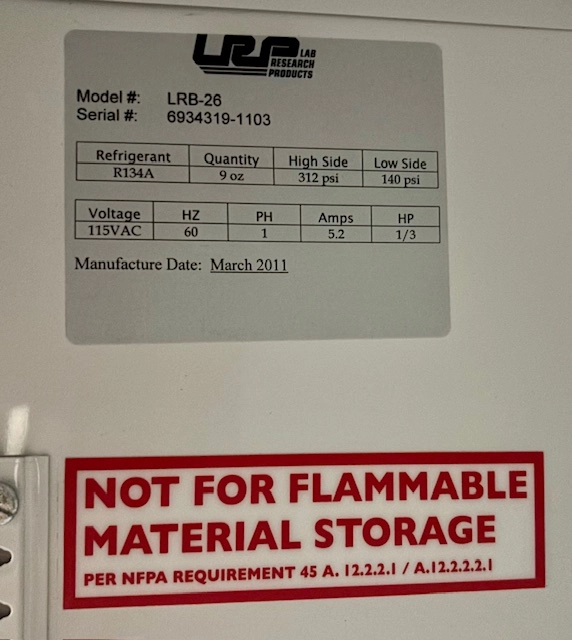 LRP LAB
RESEARCH
PRODUCTS
Model #: LRB-26
Serial #: 6934319-1103
Refrigerant Quantity High Side Low Side
R134A 9 oz 312 psi 140 psi
Voltage HZ PH Amps HP
115VAC 60 1 5.2 1/3
Manufacture Date: March 2011
NOT FOR FLAMMABLE
MATERIAL STORAGE
PER NFPA REQUIREMENT 45 A. 12.2.2.1 / A.12.2.2.2.1